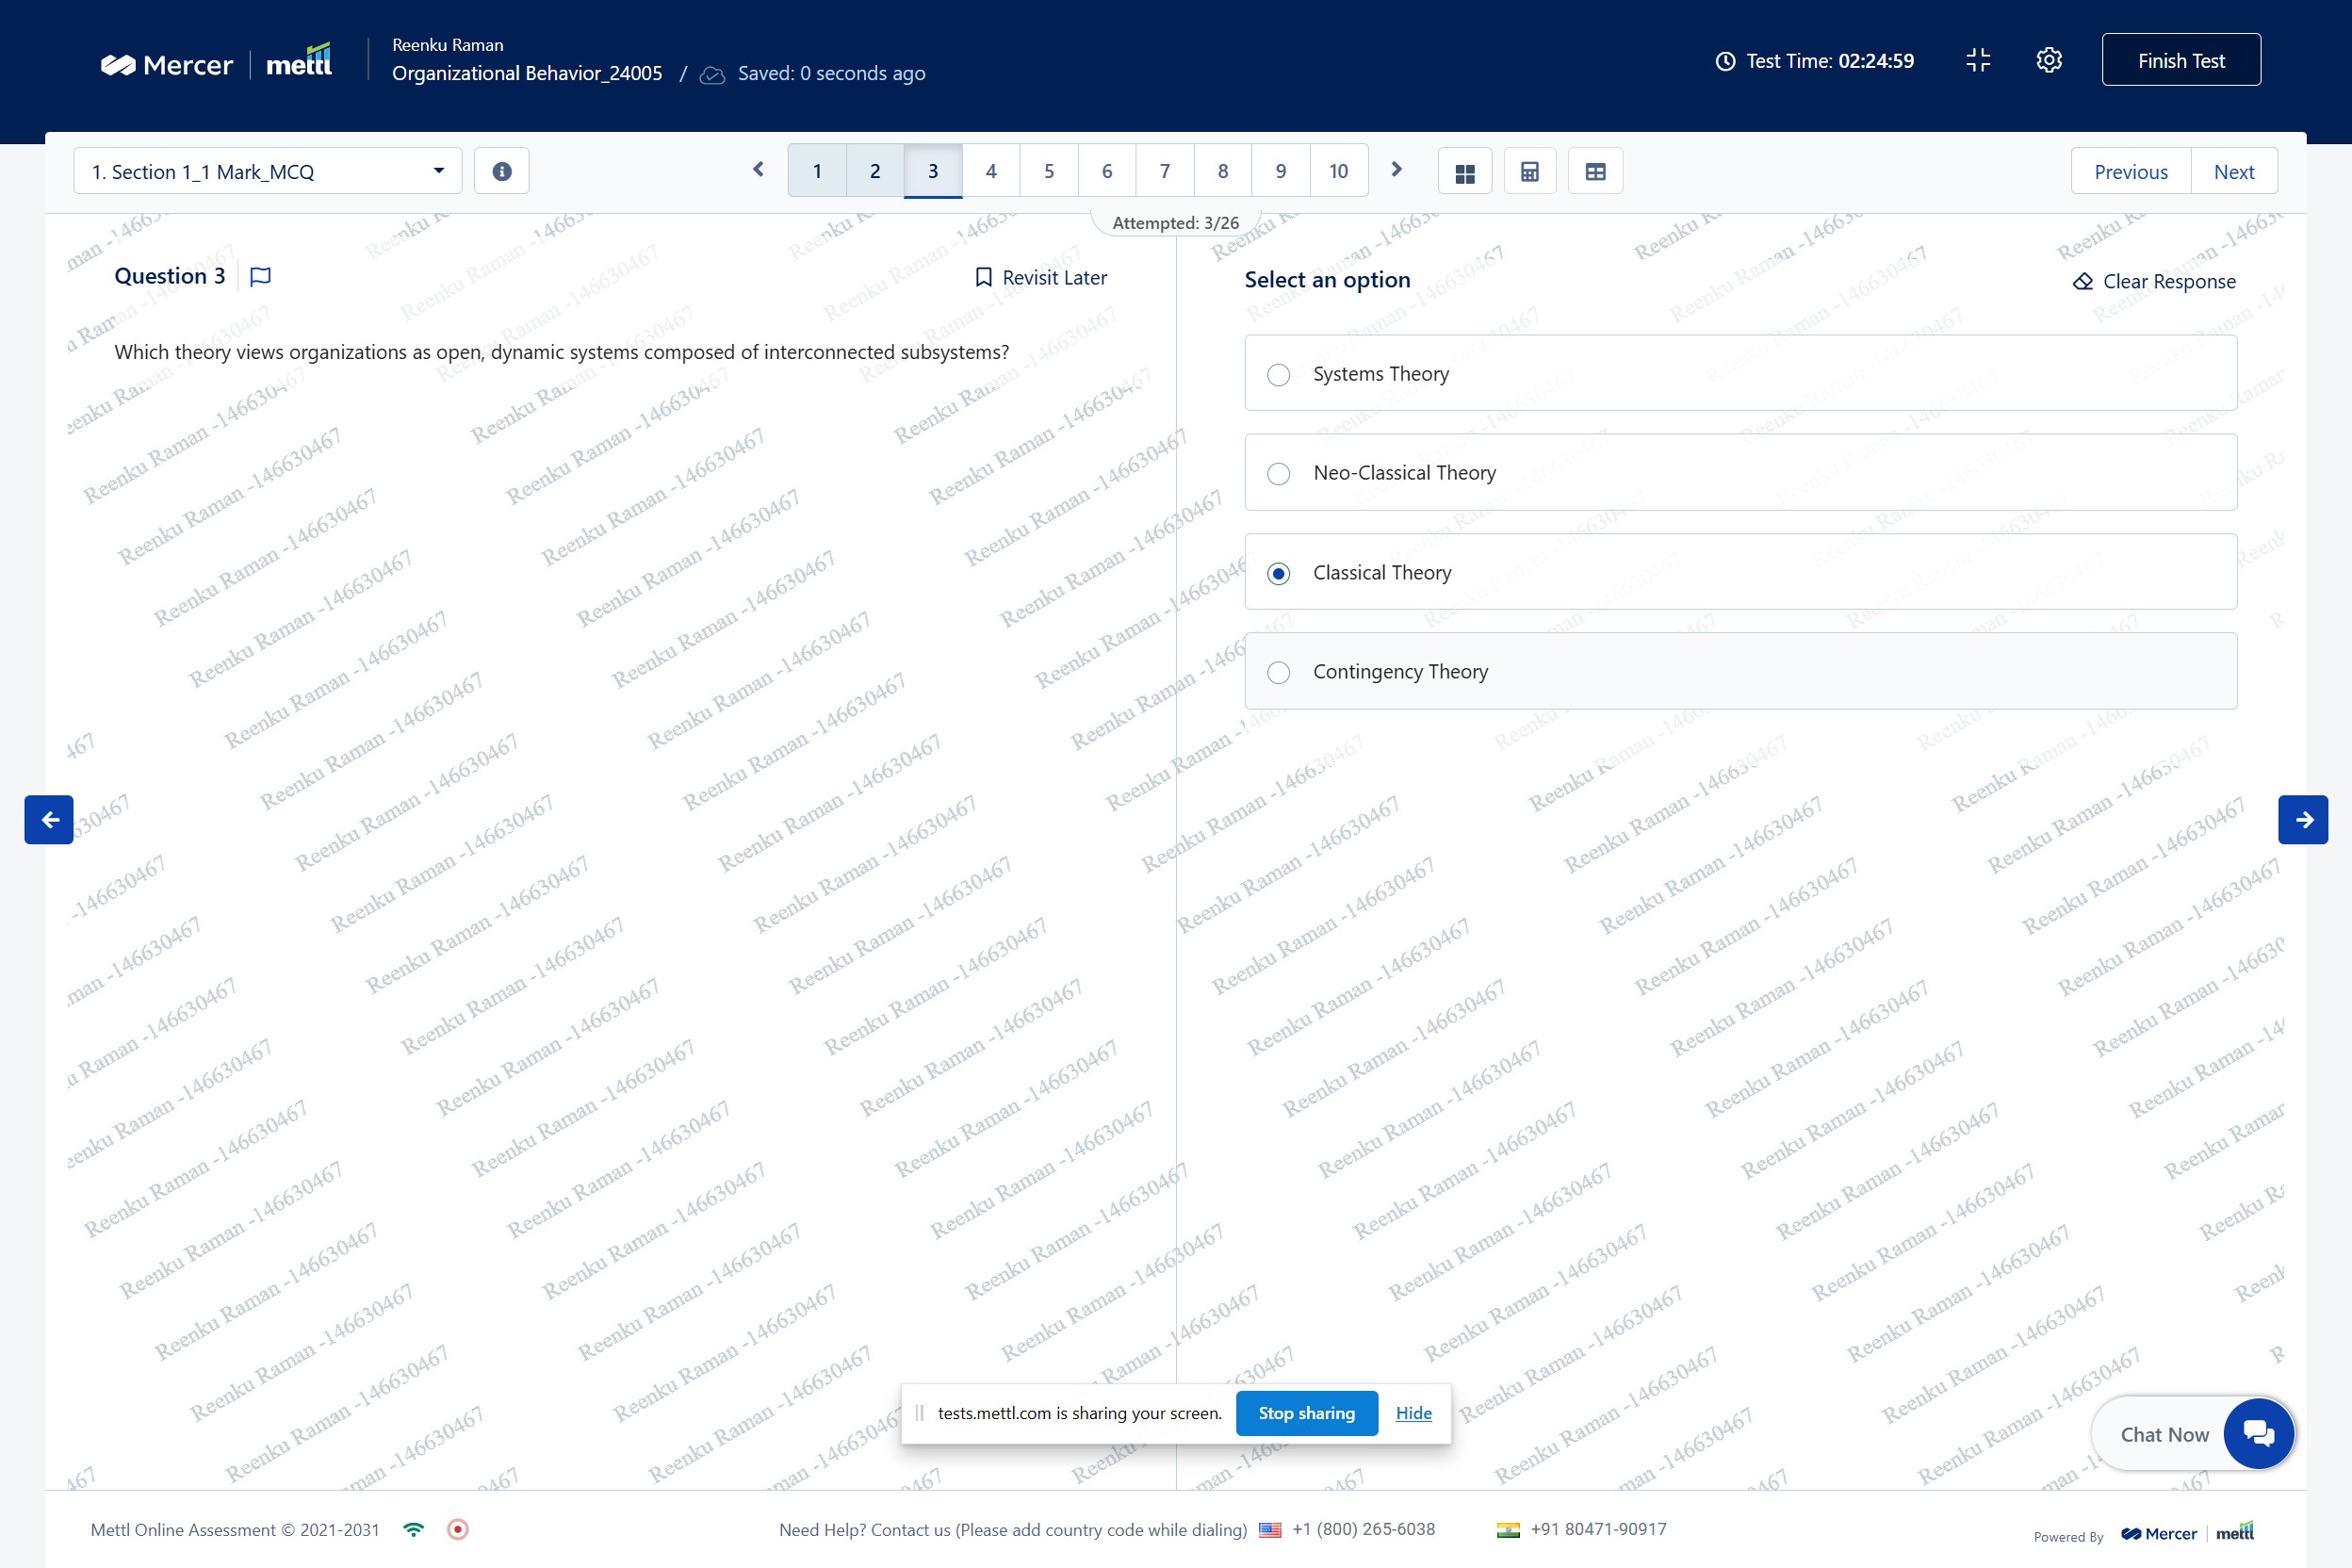 Mercer | mettl
Reenku Raman
Organizational Behavior_24005 / Saved: 0 seconds ago
Test Time: 02:24:59
Finish Test
1. Section 1_1 Mark_MCQ
1 2 3 4 5 6 7 8 9 10
Previous Next
Attempted: 3/26
Question 3
Revisit Later
Which theory views organizations as open, dynamic systems composed of interconnected subsystems?
Select an option
Clear Response
Systems Theory
Neo-Classical Theory
Classical Theory
Contingency Theory
Reenku Raman -146630467
tests.mettl.com is sharing your screen. Stop sharing Hide
Chat Now
Mettl Online Assessment © 2021-2031
Need Help? Contact us (Please add country code while dialing) +1 (800) 265-6038 +91 80471-90917
Powered By Mercer | mettl